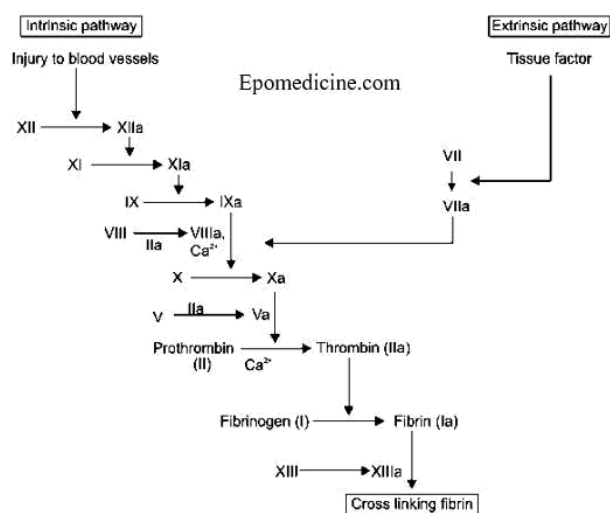 Intrinsic pathway
Extrinsic pathway
Injury to blood vessels
Tissue factor
Epomedicine.com
XII
XIIa
XI
XIa
VII
IX
IXa
VIIa
VIII
IIa
VIIIa,
Ca²⁺
X
Xa
V
IIa
Va
Prothrombin
(II)
Ca²⁺
Thrombin (IIa)
Fibrinogen (I)
Fibrin (Ia)
XIII
XIIIa
Cross linking fibrin